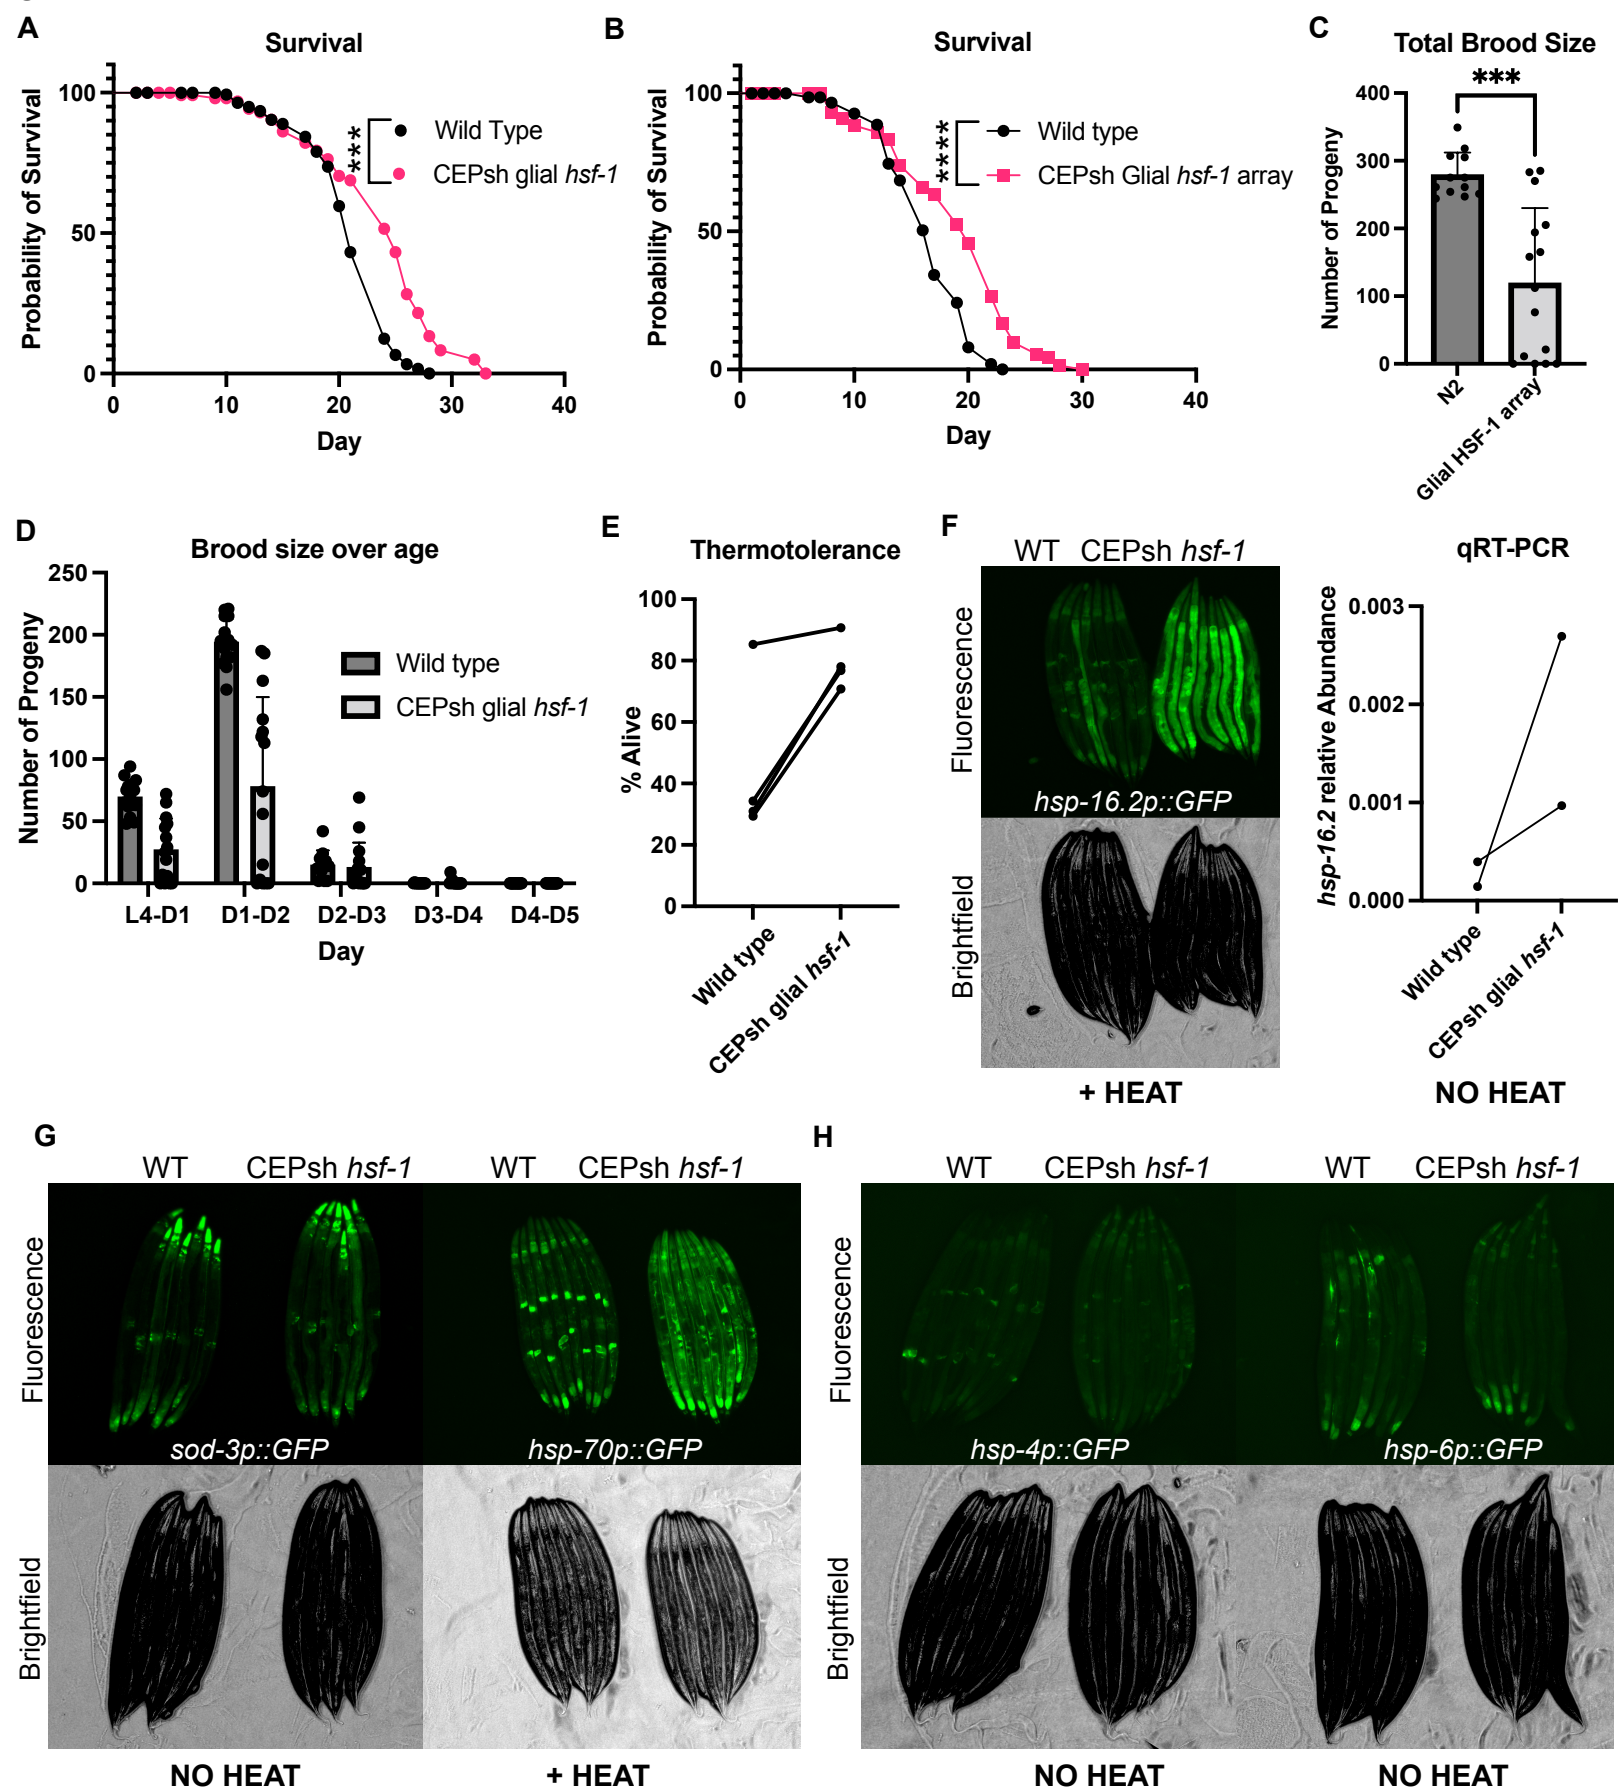 A
Survival
Probability of Survival
100
50
0
0 10 20 30 40
Day
***
Wild Type
CEPsh glial hsf-1
B
Survival
Probability of Survival
100
50
0
0 10 20 30 40
Day
****
Wild type
CEPsh Glial hsf-1 array
C
Total Brood Size
***
Number of Progeny
400
300
200
100
0
N2
Glial HSF-1 array
D
Brood size over age
Number of Progeny
250
200
150
100
50
0
L4-D1 D1-D2 D2-D3 D3-D4 D4-D5
Day
Wild type
CEPsh glial hsf-1
E
Thermotolerance
% Alive
100
80
60
40
20
0
Wild type
CEPsh glial hsf-1
F
WT CEPsh hsf-1
Fluorescence
hsp-16.2p::GFP
Brightfield
+ HEAT
qRT-PCR
hsp-16.2 relative Abundance
0.003
0.002
0.001
0.000
Wild type
CEPsh glial hsf-1
NO HEAT
G
WT CEPsh hsf-1 WT CEPsh hsf-1
Fluorescence
sod-3p::GFP hsp-70p::GFP
Brightfield
NO HEAT + HEAT
H
WT CEPsh hsf-1 WT CEPsh hsf-1
Fluorescence
hsp-4p::GFP hsp-6p::GFP
Brightfield
NO HEAT NO HEAT